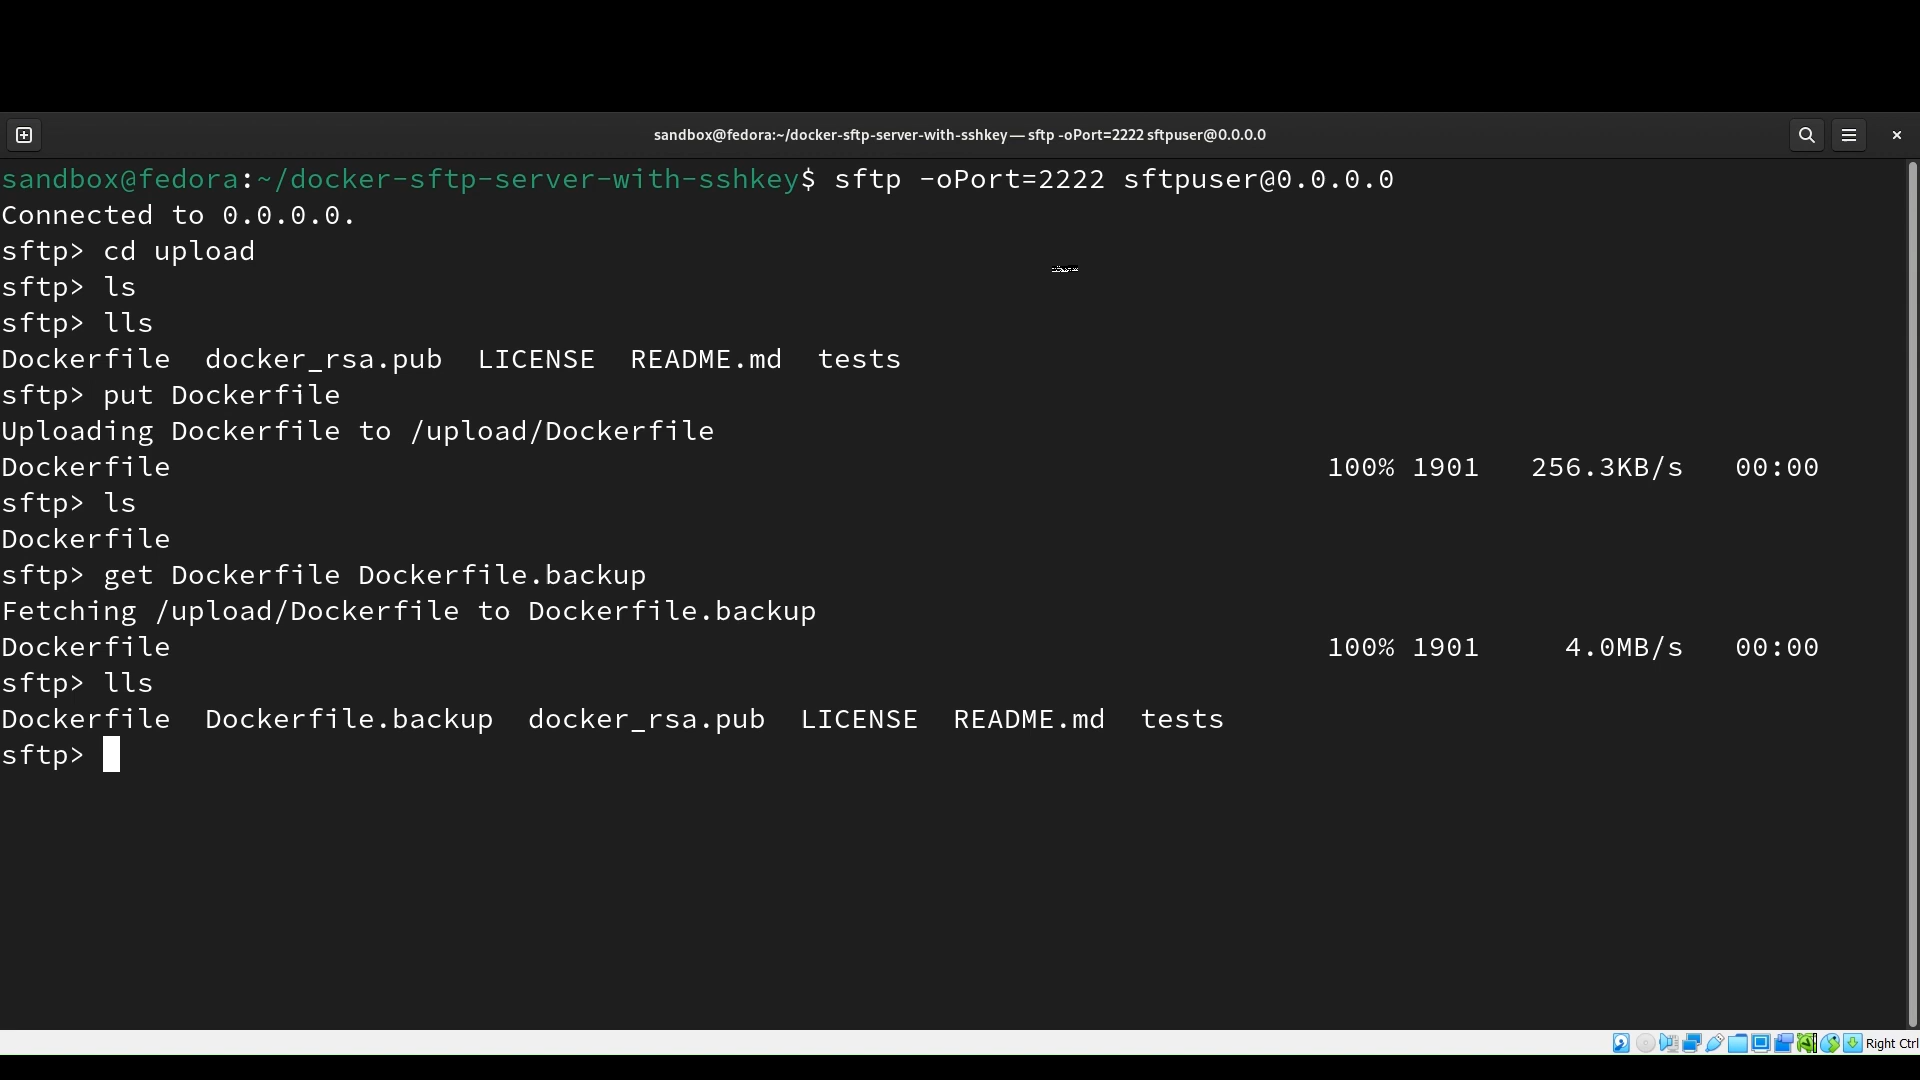 sandbox@fedora:~/docker-sftp-server-with-sshkey — sftp -oPort=2222 sftpuser@0.0.0.0
sandbox@fedora:~/docker-sftp-server-with-sshkey$ sftp -oPort=2222 sftpuser@0.0.0.0
Connected to 0.0.0.0.
sftp> cd upload
sftp> ls
sftp> lls
Dockerfile  docker_rsa.pub  LICENSE  README.md  tests
sftp> put Dockerfile
Uploading Dockerfile to /upload/Dockerfile
Dockerfile 100% 1901 256.3KB/s 00:00
sftp> ls
Dockerfile
sftp> get Dockerfile Dockerfile.backup
Fetching /upload/Dockerfile to Dockerfile.backup
Dockerfile 100% 1901 4.0MB/s 00:00
sftp> lls
Dockerfile  Dockerfile.backup  docker_rsa.pub  LICENSE  README.md  tests
sftp>
Right Ctrl